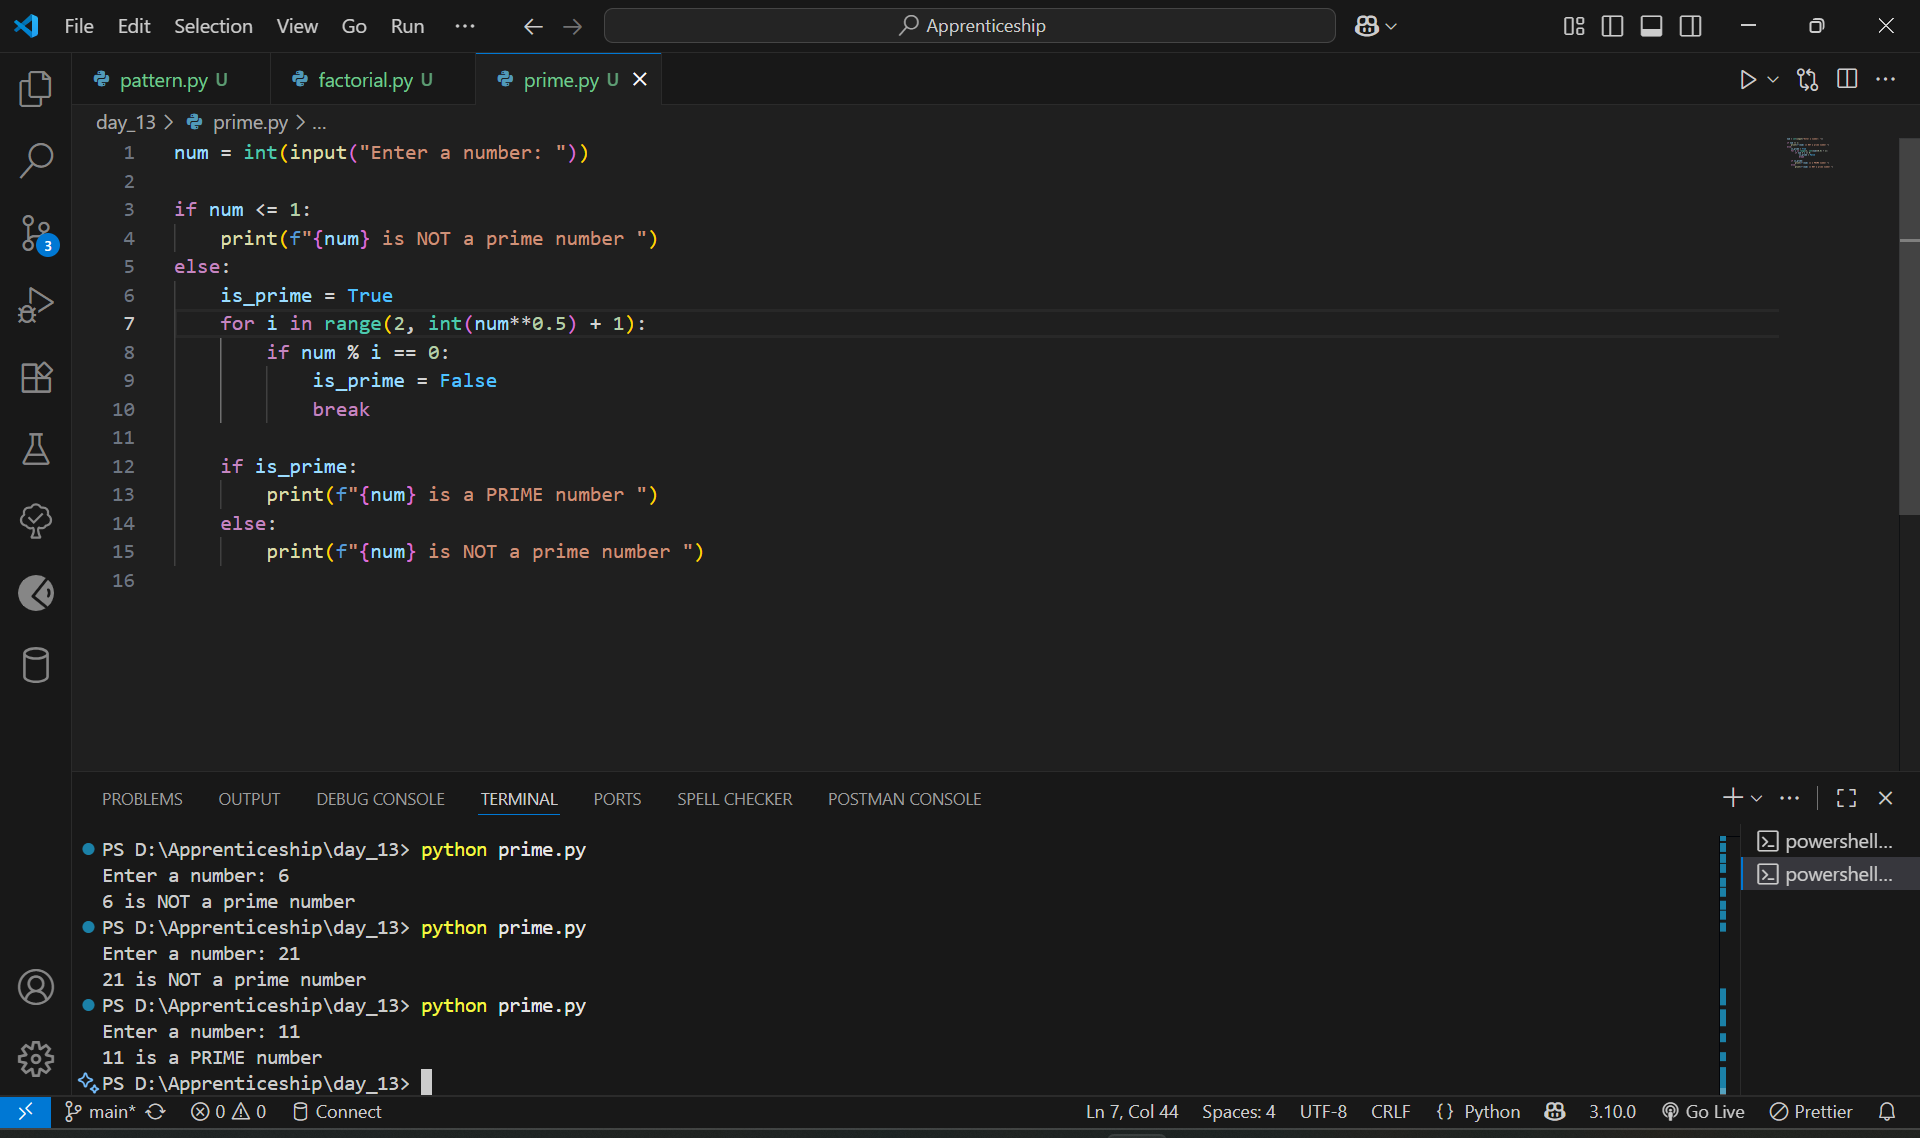 File Edit Selection View Go Run ··· Apprenticeship
pattern.py U factorial.py U prime.py U
day_13 > prime.py > ...
1 num = int(input("Enter a number: "))
2
3 if num <= 1:
4 print(f"{num} is NOT a prime number ")
5 else:
6 is_prime = True
7 for i in range(2, int(num**0.5) + 1):
8 if num % i == 0:
9 is_prime = False
10 break
11
12 if is_prime:
13 print(f"{num} is a PRIME number ")
14 else:
15 print(f"{num} is NOT a prime number ")
16
3
PROBLEMS OUTPUT DEBUG CONSOLE TERMINAL PORTS SPELL CHECKER POSTMAN CONSOLE
PS D:\Apprenticeship\day_13> python prime.py
Enter a number: 6
6 is NOT a prime number
PS D:\Apprenticeship\day_13> python prime.py
Enter a number: 21
21 is NOT a prime number
PS D:\Apprenticeship\day_13> python prime.py
Enter a number: 11
11 is a PRIME number
PS D:\Apprenticeship\day_13>
powershell...
powershell...
main* 0 0 Connect Ln 7, Col 44 Spaces: 4 UTF-8 CRLF {} Python 3.10.0 Go Live Prettier